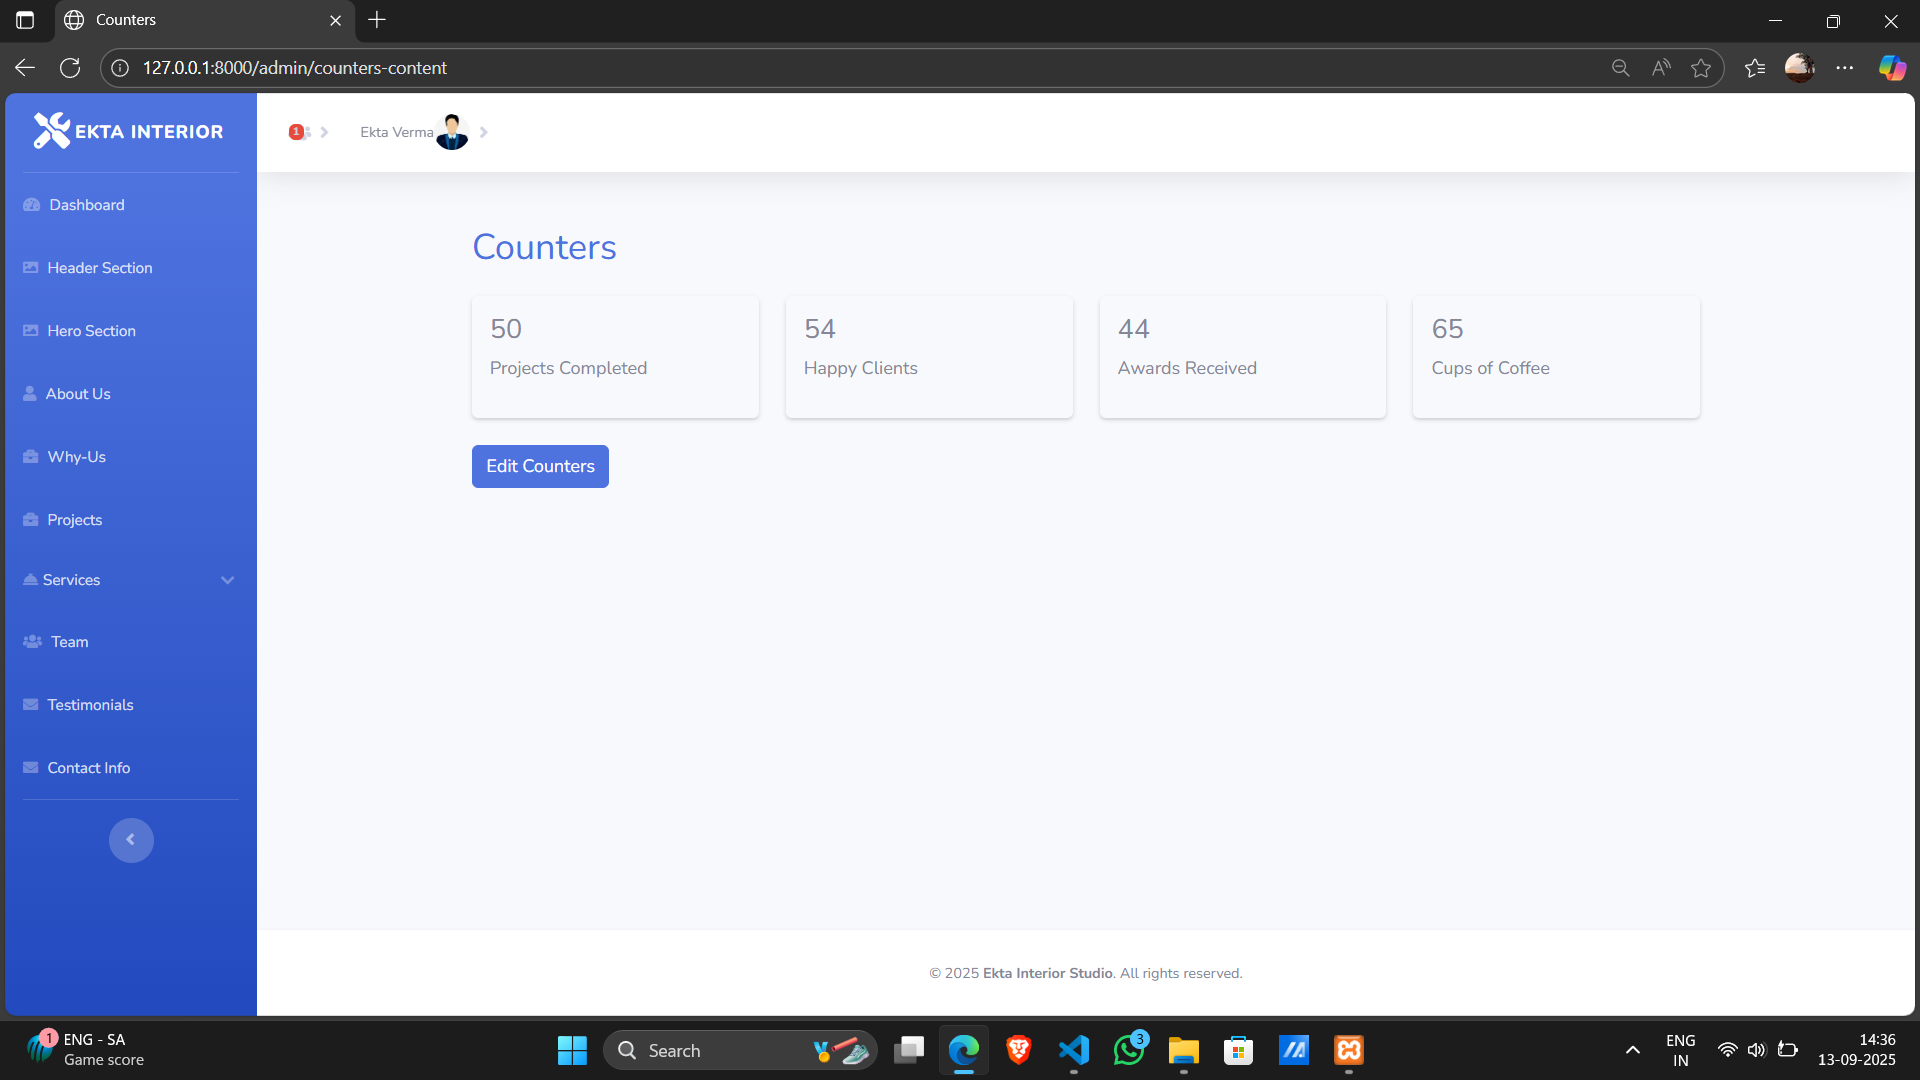 Counters
127.0.0.1:8000/admin/counters-content
EKTA INTERIOR
1
Ekta Verma
Dashboard
Header Section
Hero Section
About Us
Why-Us
Projects
Services
Team
Testimonials
Contact Info
Counters
50
Projects Completed
54
Happy Clients
44
Awards Received
65
Cups of Coffee
Edit Counters
© 2025 Ekta Interior Studio. All rights reserved.
1
ENG - SA
Game score
Search
3
ENG
IN
14:36
13-09-2025